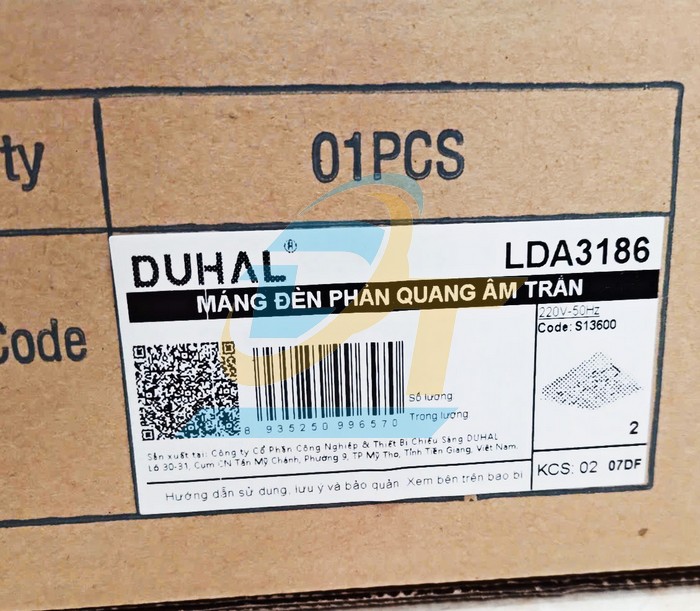 ty
01PCS
Code
DUHAL®
LDA3186
MÁNG ĐÈN PHẢN QUANG ÂM TRẦN
220V-50Hz
Code: S13600
Số lượng
Trọng lượng
8 935250 996570
2
Sản xuất tại: Công ty Cổ Phần Công Nghiệp & Thiết Bị Chiếu Sáng DUHAL
Lô 30-31, Cụm CN Tân Mỹ Chánh, Phường 9, TP Mỹ Tho, Tỉnh Tiền Giang, Việt Nam.
KCS: 02 07DF
Hướng dẫn sử dụng, lưu ý và bảo quản: Xem bên trên bao bì